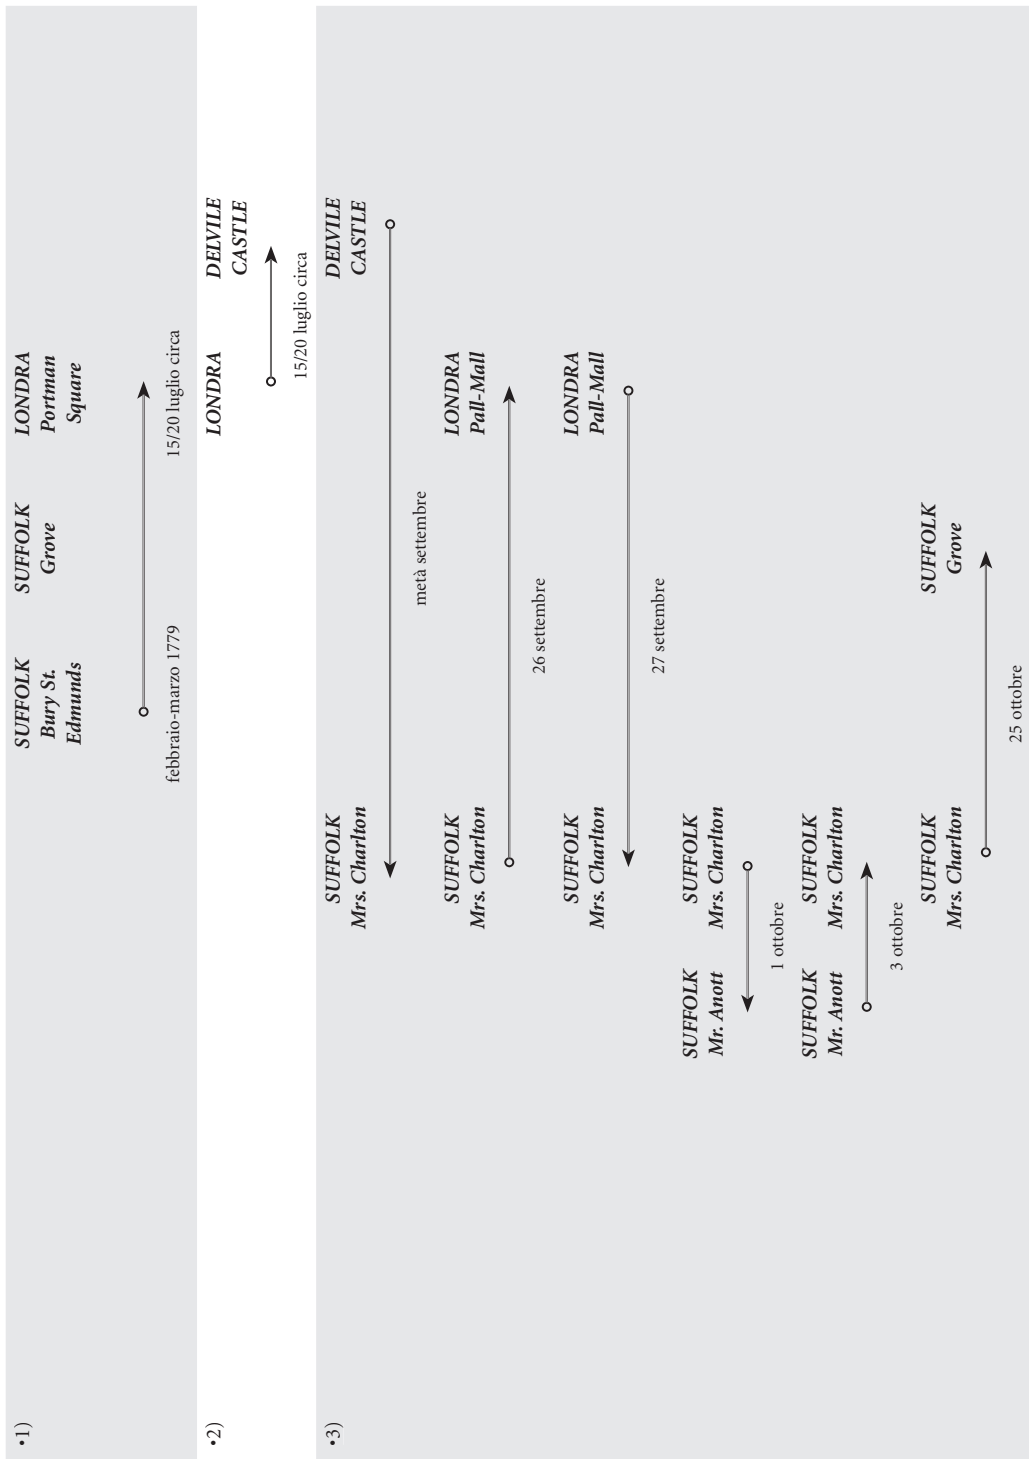 •1)
SUFFOLK
Bury St.
Edmunds
SUFFOLK
Grove
LONDRA
Portman
Square
febbraio-marzo 1779
15/20 luglio circa
•2)
LONDRA
DELVILE
CASTLE
15/20 luglio circa
•3)
SUFFOLK
Mrs. Charlton
DELVILE
CASTLE
metà settembre
SUFFOLK
Mrs. Charlton
LONDRA
Pall-Mall
26 settembre
SUFFOLK
Mrs. Charlton
LONDRA
Pall-Mall
27 settembre
SUFFOLK
Mr. Anott
SUFFOLK
Mrs. Charlton
1 ottobre
SUFFOLK
Mr. Anott
SUFFOLK
Mrs. Charlton
3 ottobre
SUFFOLK
Mrs. Charlton
SUFFOLK
Grove
25 ottobre